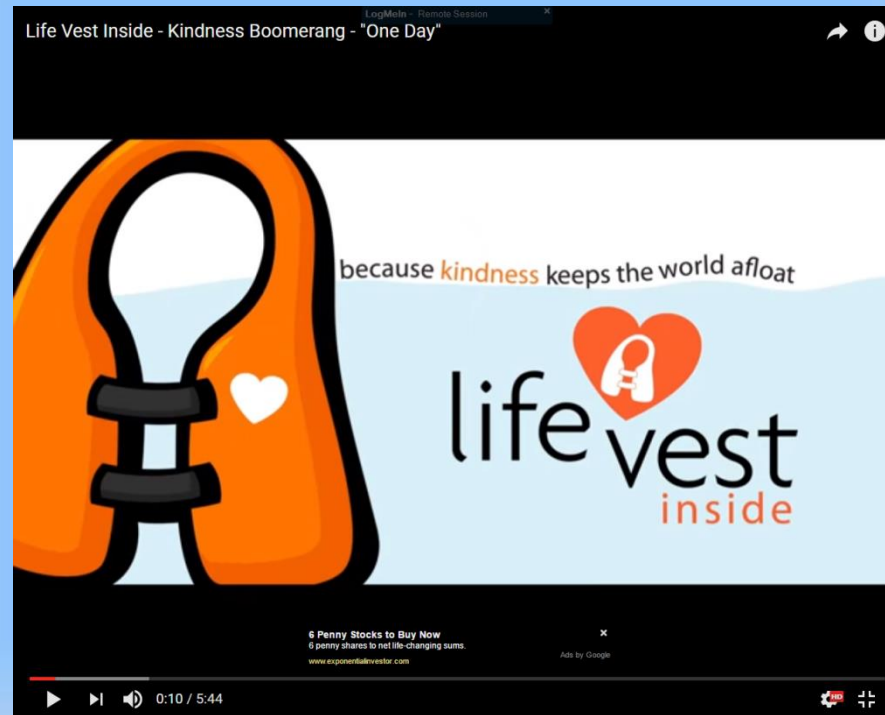 LogMeIn - Remote Session
Life Vest Inside - Kindness Boomerang - "One Day"
because kindness keeps the world afloat
life vest
inside
6 Penny Stocks to Buy Now
6 penny shares to net life-changing sums.
www.exponentialinvestor.com
Ads by Google
0:10 / 5:44
HD